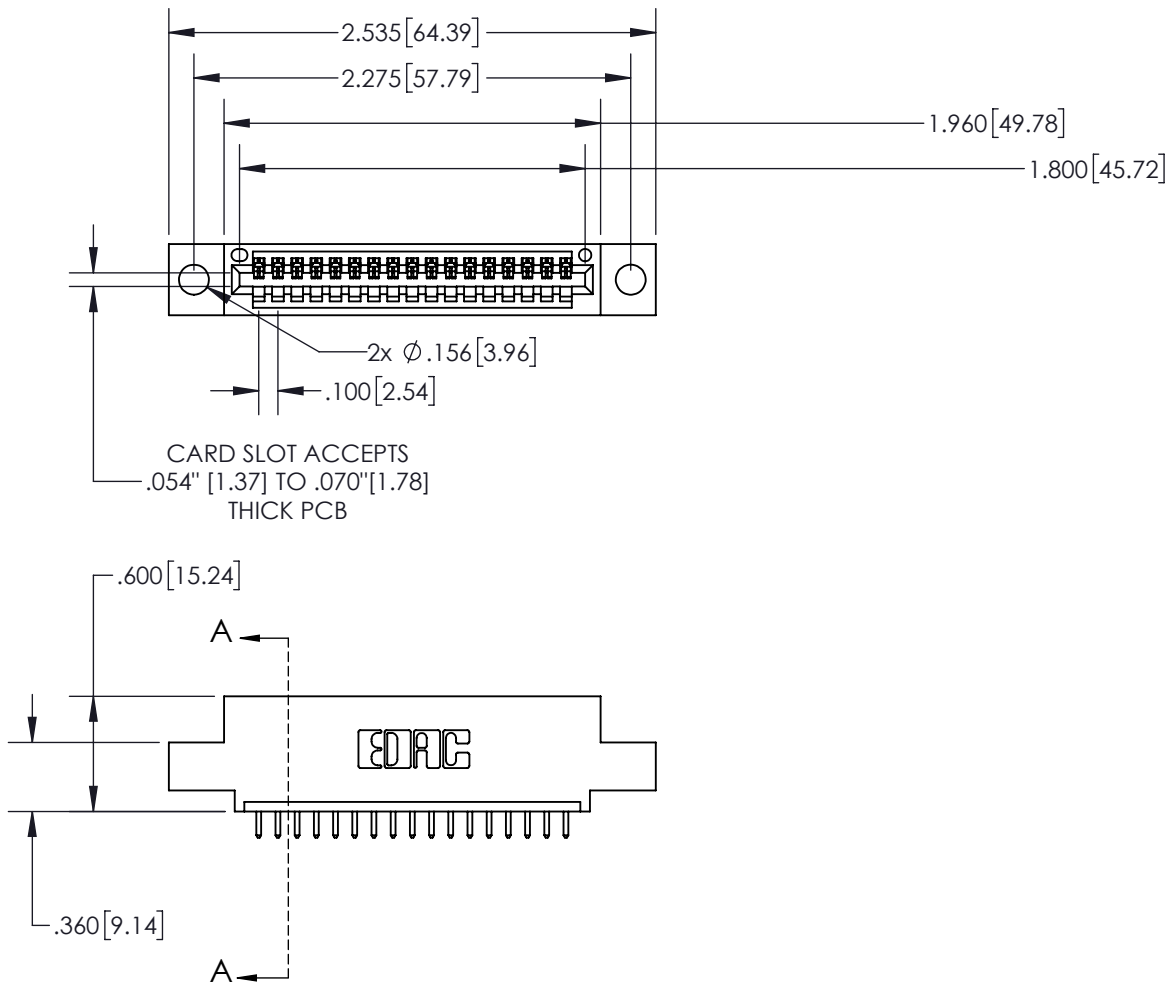 2.535[64.39]
2.275[57.79]
1.960[49.78]
1.800[45.72]
2x ∅.156[3.96]
.100[2.54]
CARD SLOT ACCEPTS
.054" [1.37] TO .070"[1.78]
THICK PCB
.600[15.24]
A
EDAC
.360[9.14]
A